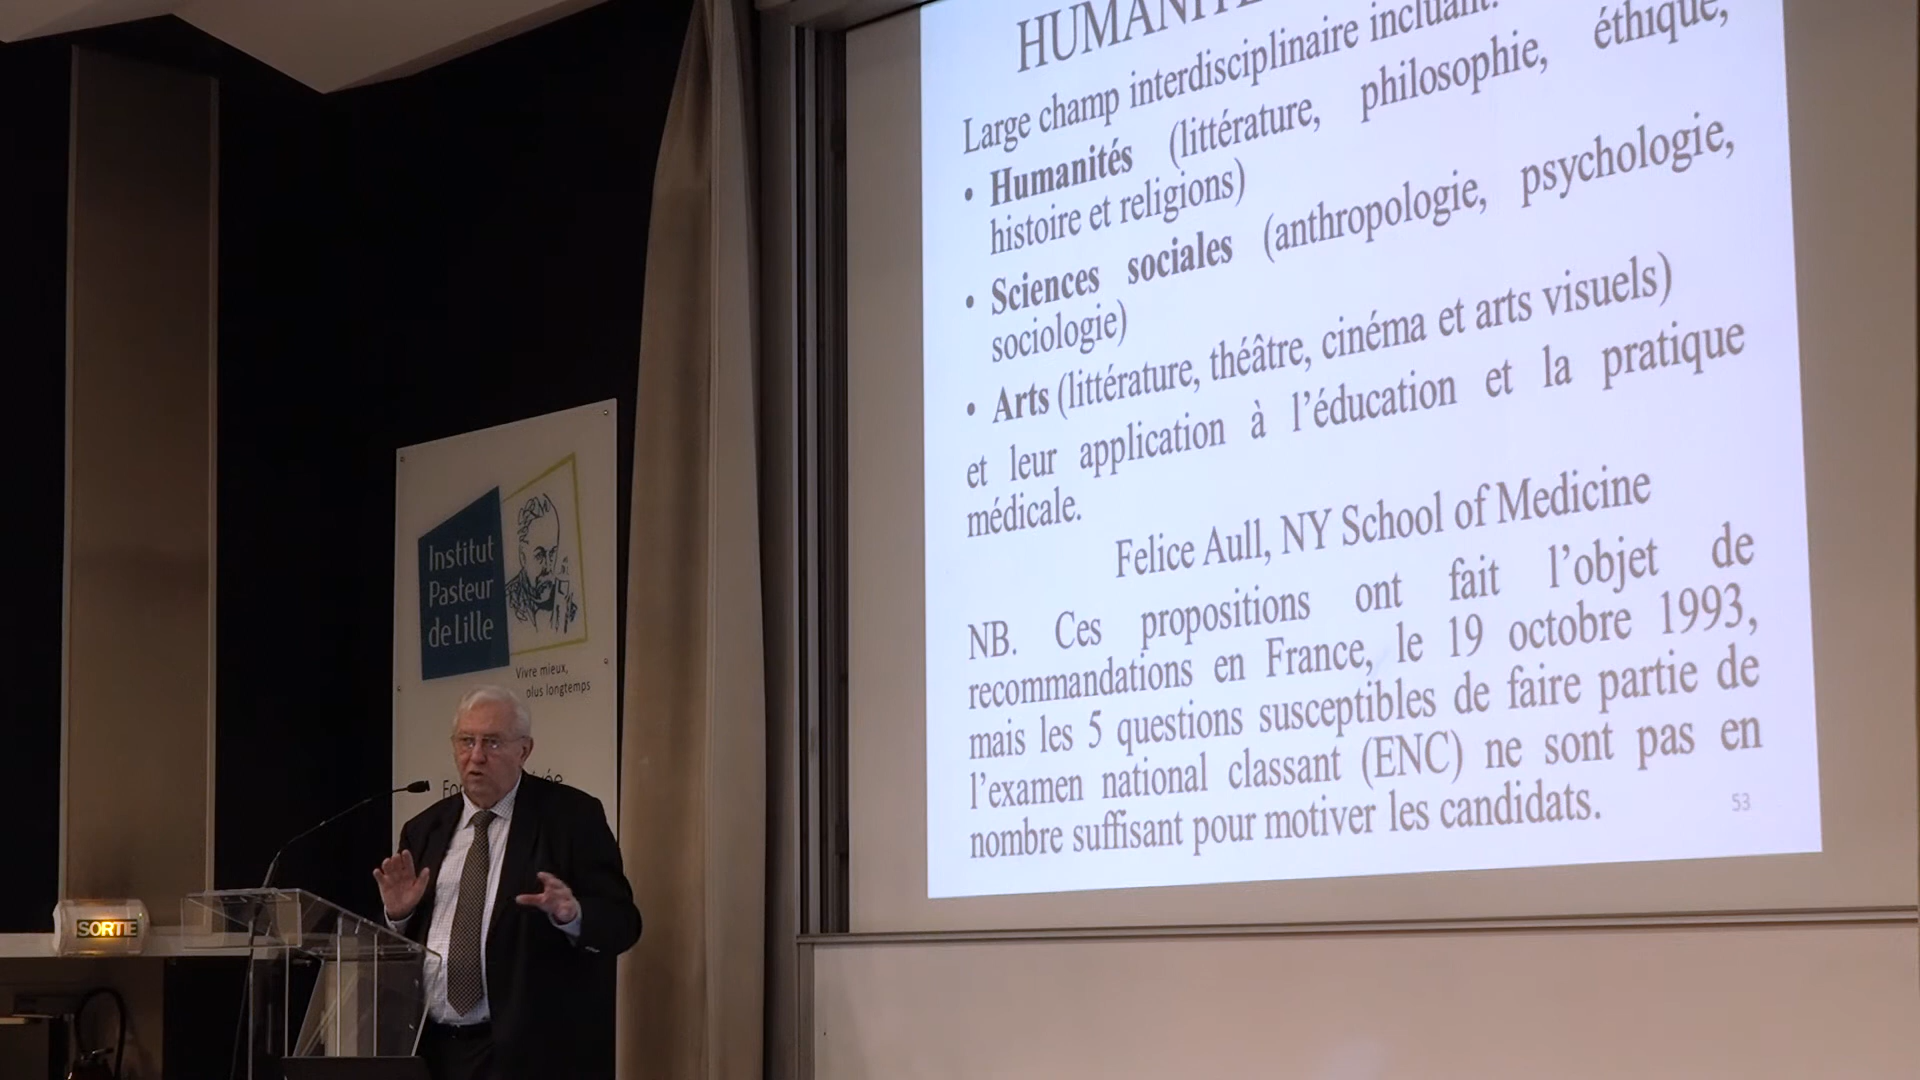 Large champ interdisciplinaire incluant:
• Humanités (littérature, philosophie, éthique,
histoire et religions)
• Sciences sociales (anthropologie, psychologie,
sociologie)
• Arts (littérature, théâtre, cinéma et arts visuels)
et leur application à l’éducation et la pratique
médicale.
Felice Aull, NY School of Medicine
NB. Ces propositions ont fait l’objet de
recommandations en France, le 19 octobre 1993,
mais les 5 questions susceptibles de faire partie de
l’examen national classant (ENC) ne sont pas en
nombre suffisant pour motiver les candidats.
53
Institut
Pasteur
de Lille
Vivre mieux,
plus longtemps
SORTIE